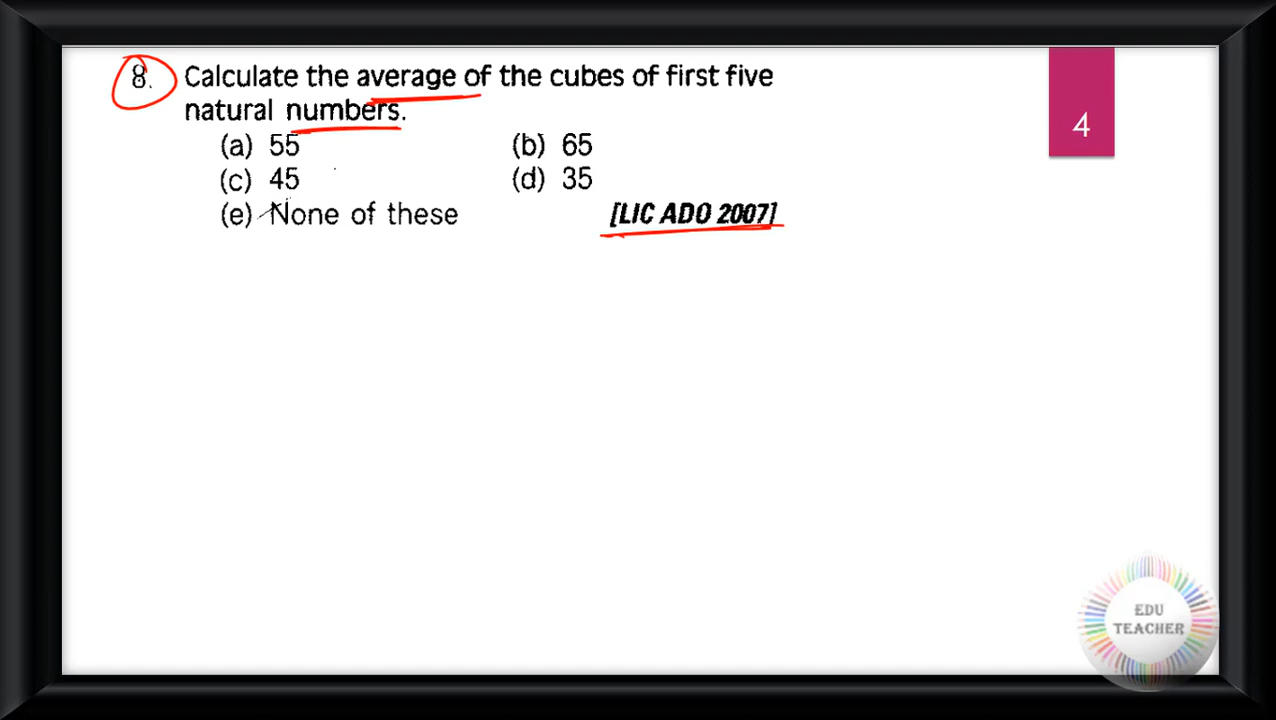 8. Calculate the average of the cubes of first five
natural numbers.
(a) 55 (b) 65
(c) 45 (d) 35
(e) None of these [LIC ADO 2007]
4
EDU
TEACHER